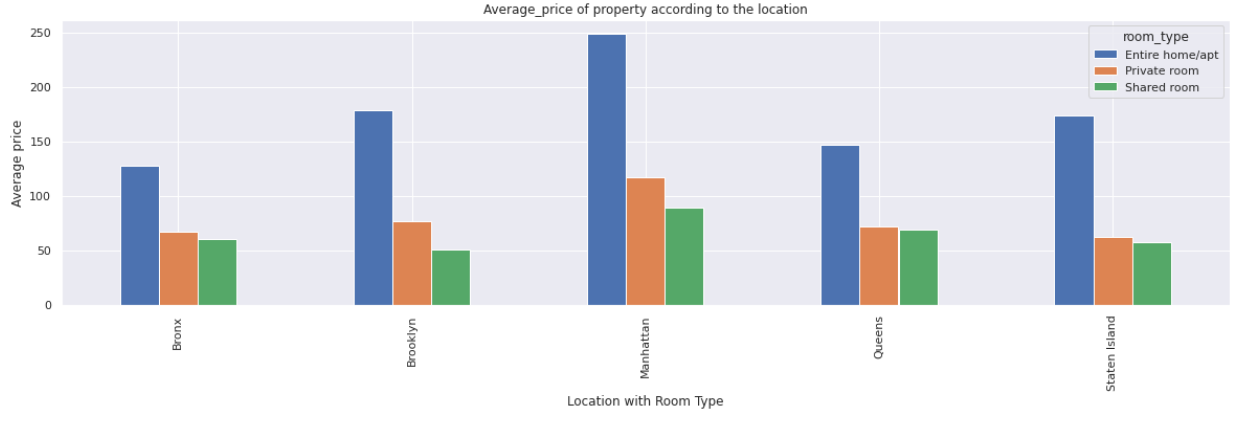 Average_price of property according to the location
room_type
Entire home/apt
Private room
Shared room
Average price
250
200
150
100
50
0
Bronx
Brooklyn
Manhattan
Queens
Staten Island
Location with Room Type